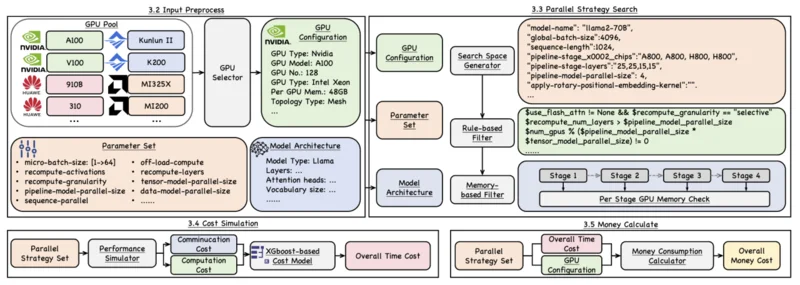 3.2 Input Preprocess
GPU Pool
NVIDIA
A100
Kunlun II
NVIDIA
V100
K200
HUAWEI
910B
MI325X
HUAWEI
310
MI200
...
...
GPU
Selector
NVIDIA
GPU
Configuration
GPU Type: Nvidia
GPU Model: A100
GPU No.: 128
GPU Type: Intel Xeon
Per GPU Mem.: 48GB
Topology Type: Mesh
...
Parameter Set
• micro-batch-size: [1->64]
• recompute-activations
• recompute-granularity
• pipeline-model-parallel-size
• sequence-parallel
• off-load-compute
• recompute-layers
• tensor-model-parallel-size
• data-model-parallel-size
• ......
Model Architecture
Model Type: Llama
Layers: ...
Attention heads: ...
Vocabulary size: ...
3.3 Parallel Strategy Search
GPU
Configuration
Parameter
Set
Model
Architecture
Search Space
Generator
Rule-based
Filter
Memory-
based Filter
"model-name": "llama2-70B",
"global-batch-size":4096,
"sequence-length":1024,
"pipeline-stage_x0002_chips":"A800, A800, H800, H800",
"pipeline-stage-layers":"25,25,15,15",
"pipeline-model-parallel-size": 4,
"apply-rotary-positional-embedding-kernel":"".
...
$use_flash_attn != None && $recompute_granularity == "selective"
$recompute_num_layers > $pipeline_model_parallel_size
$num_gpus % ($pipeline_model_parallel_size *
$tensor_model_parallel_size) != 0
......
Stage 1
Stage 2
Stage 3
Stage 4
Per Stage GPU Memory Check
3.4 Cost Simulation
Parallel
Strategy Set
Performance
Simulator
Comminucation
Cost
Computation
Cost
XGboost-based
Cost Model
Overall Time Cost
3.5 Money Calculate
Parallel
Strategy Set
Overall Time
Cost
GPU
Configuration
Money Consumption
Calculator
Overall
Money Cost